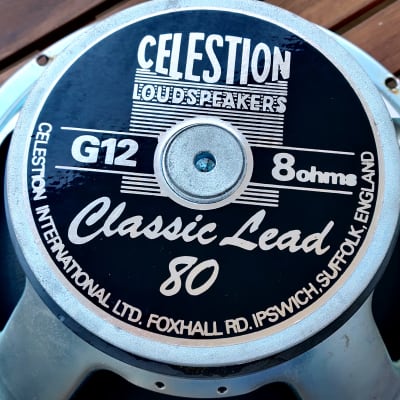 CELESTION
LOUDSPEAKERS
G12
8ohms
Classic Lead
80
CELESTION INTERNATIONAL LTD. FOXHALL RD. IPSWICH. SUFFOLK, ENGLAND